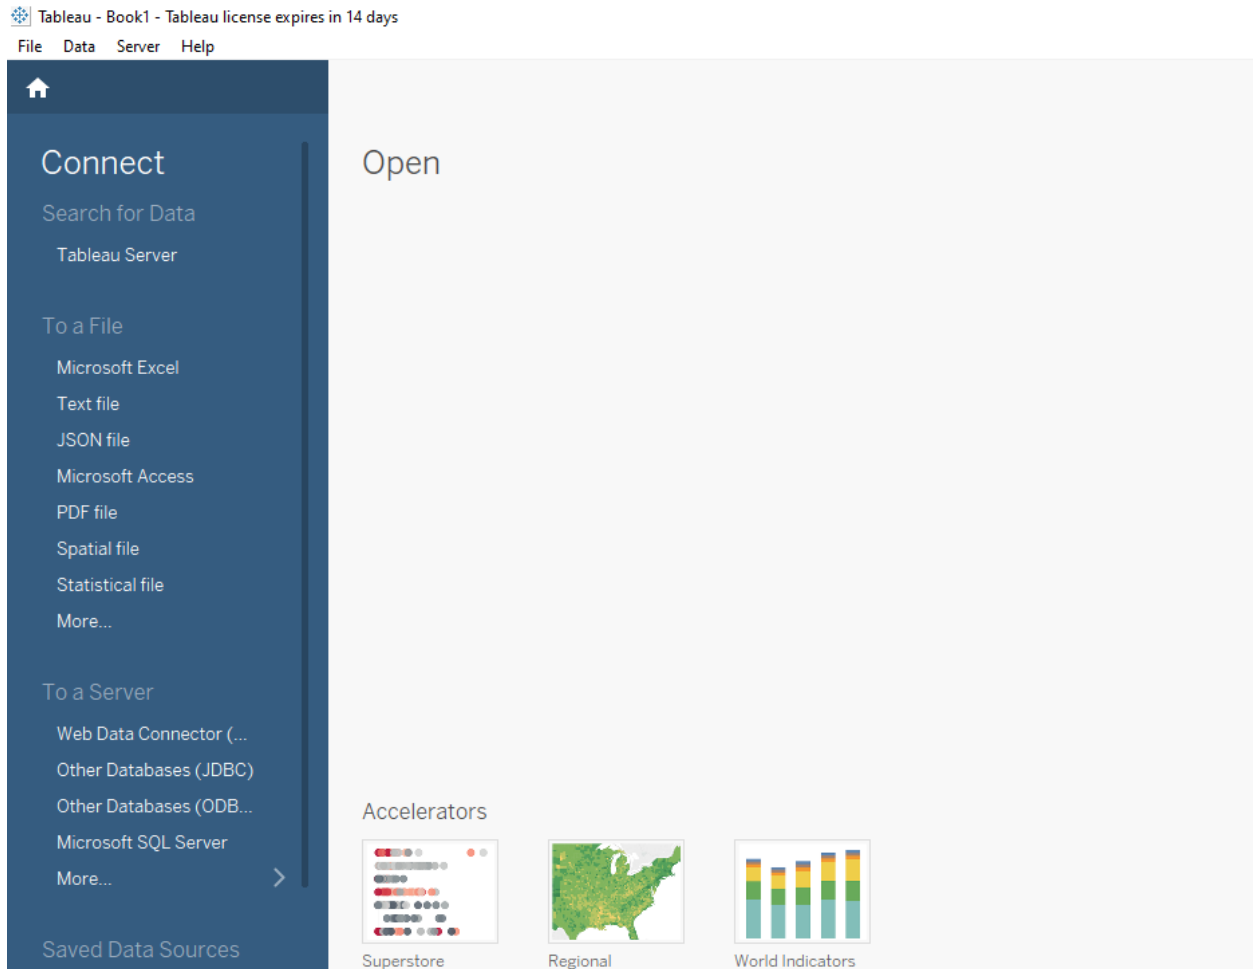 Tableau - Book1 - Tableau license expires in 14 days
File Data Server Help
Connect
Search for Data
Tableau Server
To a File
Microsoft Excel
Text file
JSON file
Microsoft Access
PDF file
Spatial file
Statistical file
More...
To a Server
Web Data Connector (...
Other Databases (JDBC)
Other Databases (ODB...
Microsoft SQL Server
More...
Saved Data Sources
Open
Accelerators
Superstore
Regional
World Indicators